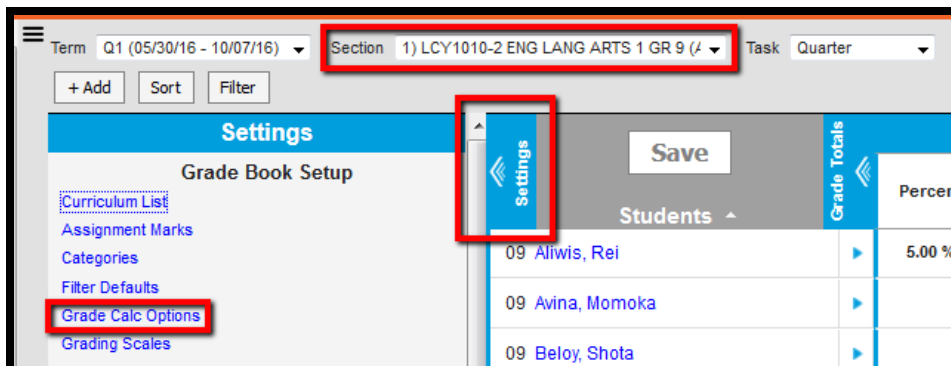 Term Q1 (05/30/16 - 10/07/16) Section 1) LCY1010-2 ENG LANG ARTS 1 GR 9 (A Task Quarter
+ Add Sort Filter
Settings
Grade Book Setup
Curriculum List
Assignment Marks
Categories
Filter Defaults
Grade Calc Options
Grading Scales
Settings
Save
Students
Grade Totals
Percen
09 Aliwis, Rei 5.00 %
09 Avina, Momoka
09 Beloy, Shota